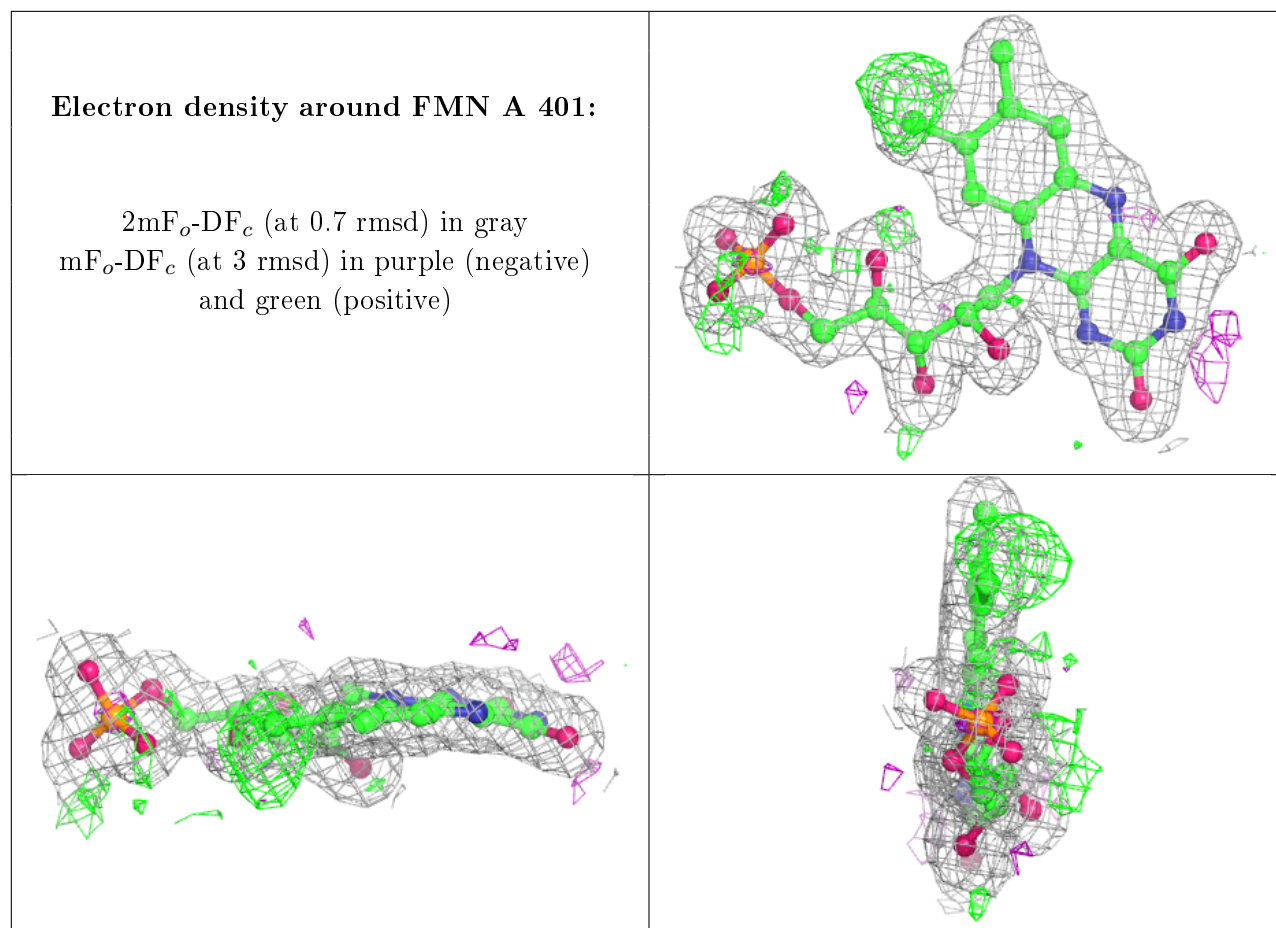 Electron density around FMN A 401:
2mFₒ-DF𝑐 (at 0.7 rmsd) in gray
mFₒ-DF𝑐 (at 3 rmsd) in purple (negative)
and green (positive)